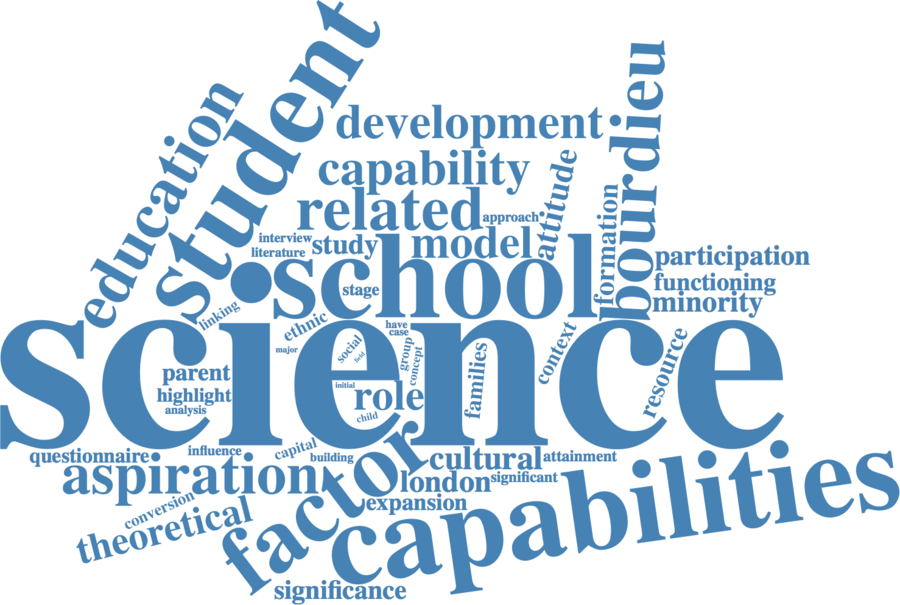 student
education
bourdieu
development
capability
attitude
related
approach
formation
interview
study
model
literature
school
participation
stage
functioning
minority
linking
ethnic
have
case
science
major
social
field
group
concept
families
context
resource
parent
highlight
analysis
initial
role
child
questionnaire
influence
capital
building
factor
cultural
attainment
aspiration
london
significant
capabilities
conversion
expansion
theoretical
significance